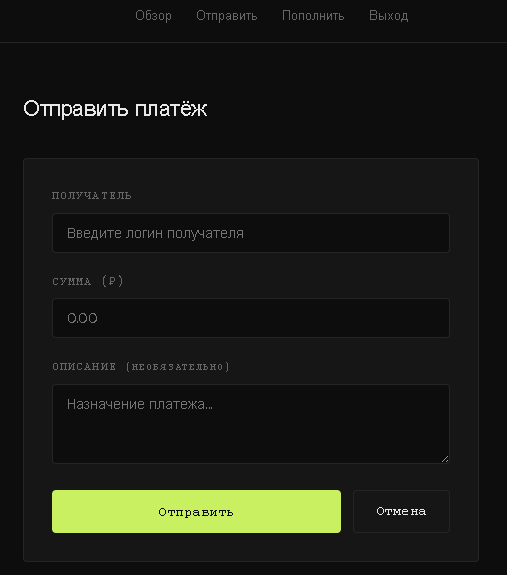 Обзор Отправить Пополнить Выход
Отправить платёж
ПОЛУЧАТЕЛЬ
Введите логин получателя
СУММА (₽)
0.00
ОПИСАНИЕ (НЕОБЯЗАТЕЛЬНО)
Назначение платежа...
Отправить Отмена